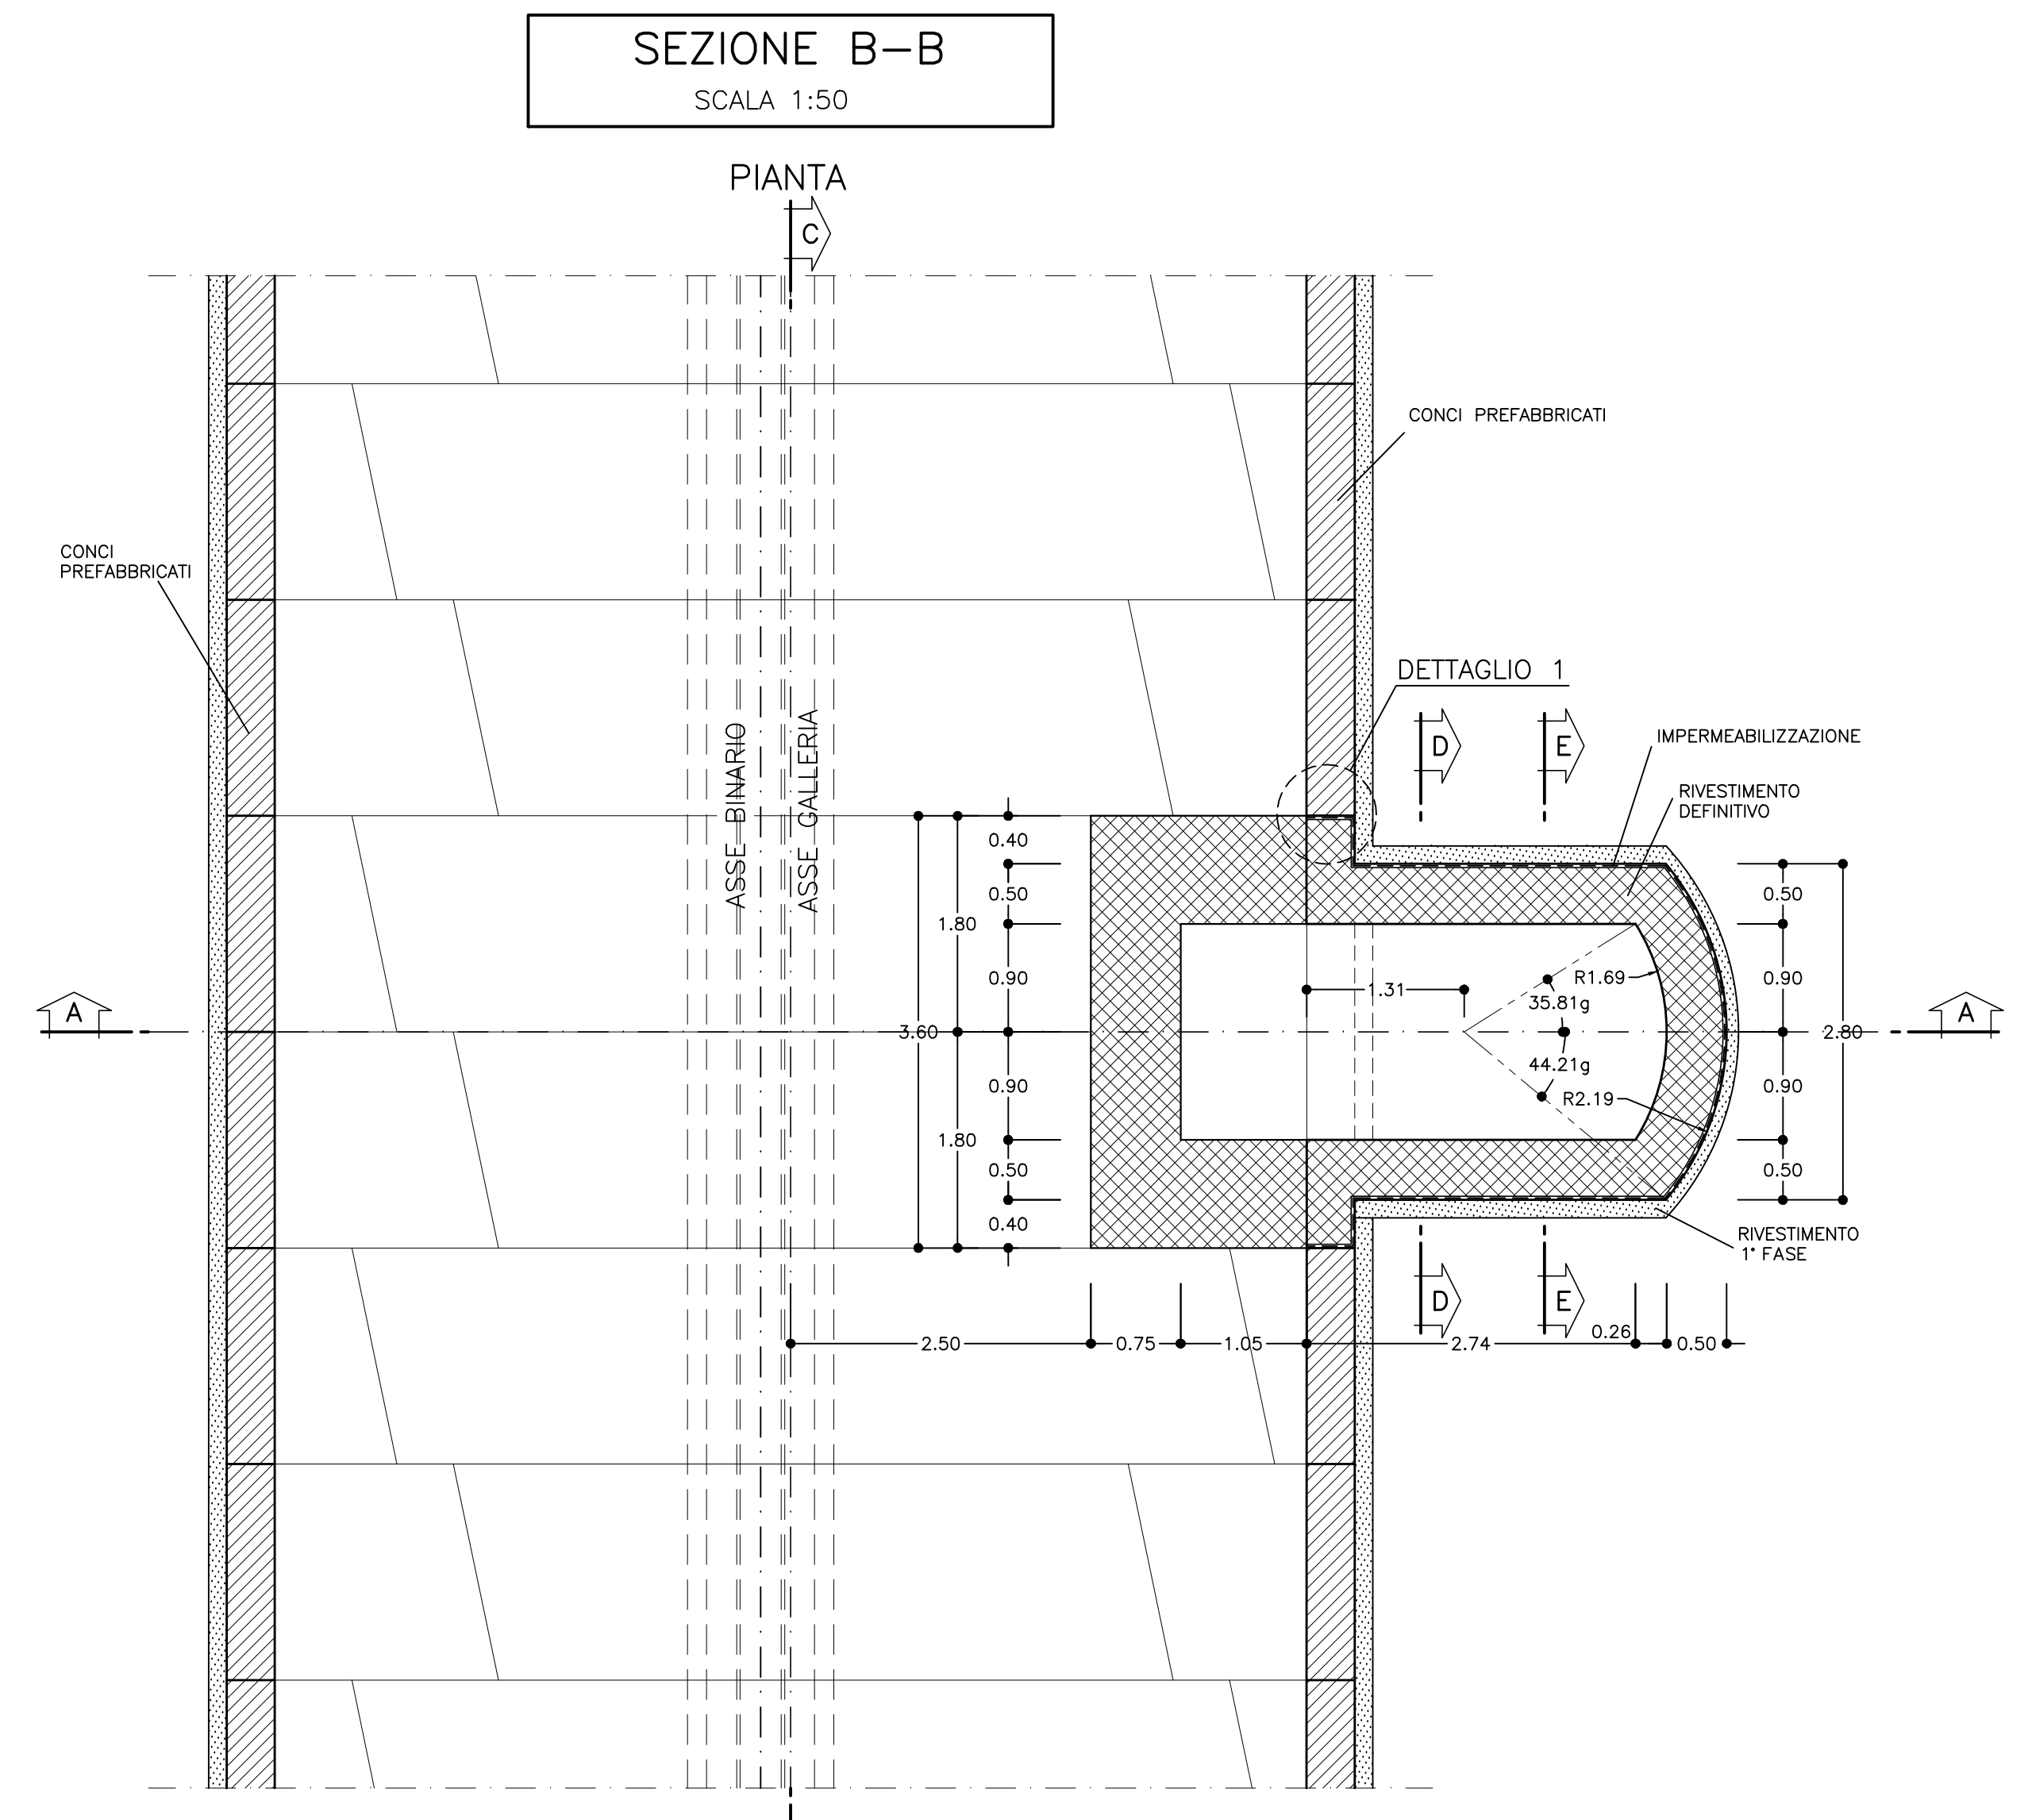 SEZIONE B-B
SCALA 1:50
PIANTA
C
CONCI PREFABBRICATI
CONCI
PREFABBRICATI
DETTAGLIO 1
D
E
IMPERMEABILIZZAZIONE
RIVESTIMENTO
DEFINITIVO
ASSE BINARIO
ASSE GALLERIA
0.40
0.50
0.50
1.80
0.90
0.90
R1.69
1.31
35.81g
A
A
3.60
2.80
44.21g
0.90
0.90
R2.19
1.80
0.50
0.50
0.40
RIVESTIMENTO
1° FASE
D
E
0.26
2.50
0.75
1.05
2.74
0.50